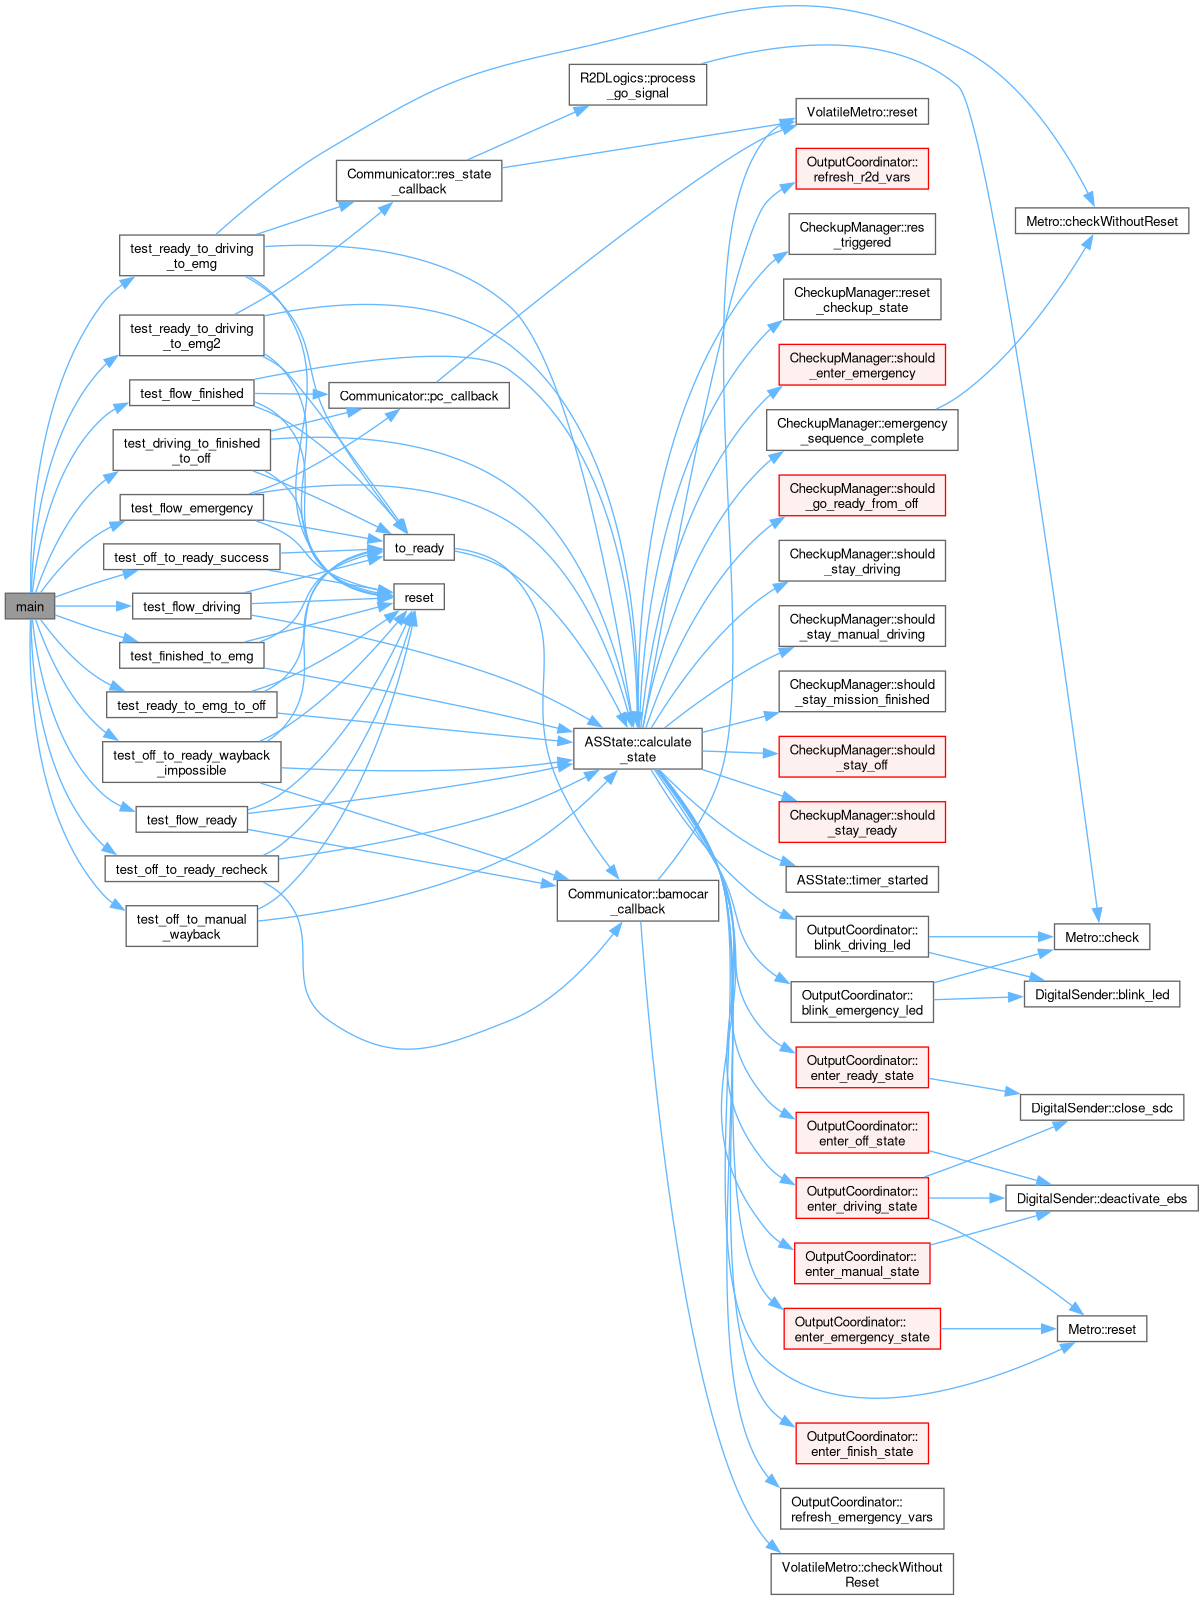 main
test_ready_to_driving
_to_emg
test_ready_to_driving
_to_emg2
test_flow_finished
test_driving_to_finished
_to_off
test_flow_emergency
test_off_to_ready_success
test_flow_driving
test_finished_to_emg
test_ready_to_emg_to_off
test_off_to_ready_wayback
_impossible
test_flow_ready
test_off_to_ready_recheck
test_off_to_manual
_wayback
Communicator::res_state
_callback
Communicator::pc_callback
to_ready
reset
R2DLogics::process
_go_signal
ASState::calculate
_state
Communicator::bamocar
_callback
VolatileMetro::reset
OutputCoordinator::
refresh_r2d_vars
CheckupManager::res
_triggered
CheckupManager::reset
_checkup_state
CheckupManager::should
_enter_emergency
CheckupManager::emergency
_sequence_complete
CheckupManager::should
_go_ready_from_off
CheckupManager::should
_stay_driving
CheckupManager::should
_stay_manual_driving
CheckupManager::should
_stay_mission_finished
CheckupManager::should
_stay_off
CheckupManager::should
_stay_ready
ASState::timer_started
OutputCoordinator::
blink_driving_led
OutputCoordinator::
blink_emergency_led
OutputCoordinator::
enter_ready_state
OutputCoordinator::
enter_off_state
OutputCoordinator::
enter_driving_state
OutputCoordinator::
enter_manual_state
OutputCoordinator::
enter_emergency_state
OutputCoordinator::
enter_finish_state
OutputCoordinator::
refresh_emergency_vars
VolatileMetro::checkWithout
Reset
Metro::checkWithoutReset
Metro::check
DigitalSender::blink_led
DigitalSender::close_sdc
DigitalSender::deactivate_ebs
Metro::reset